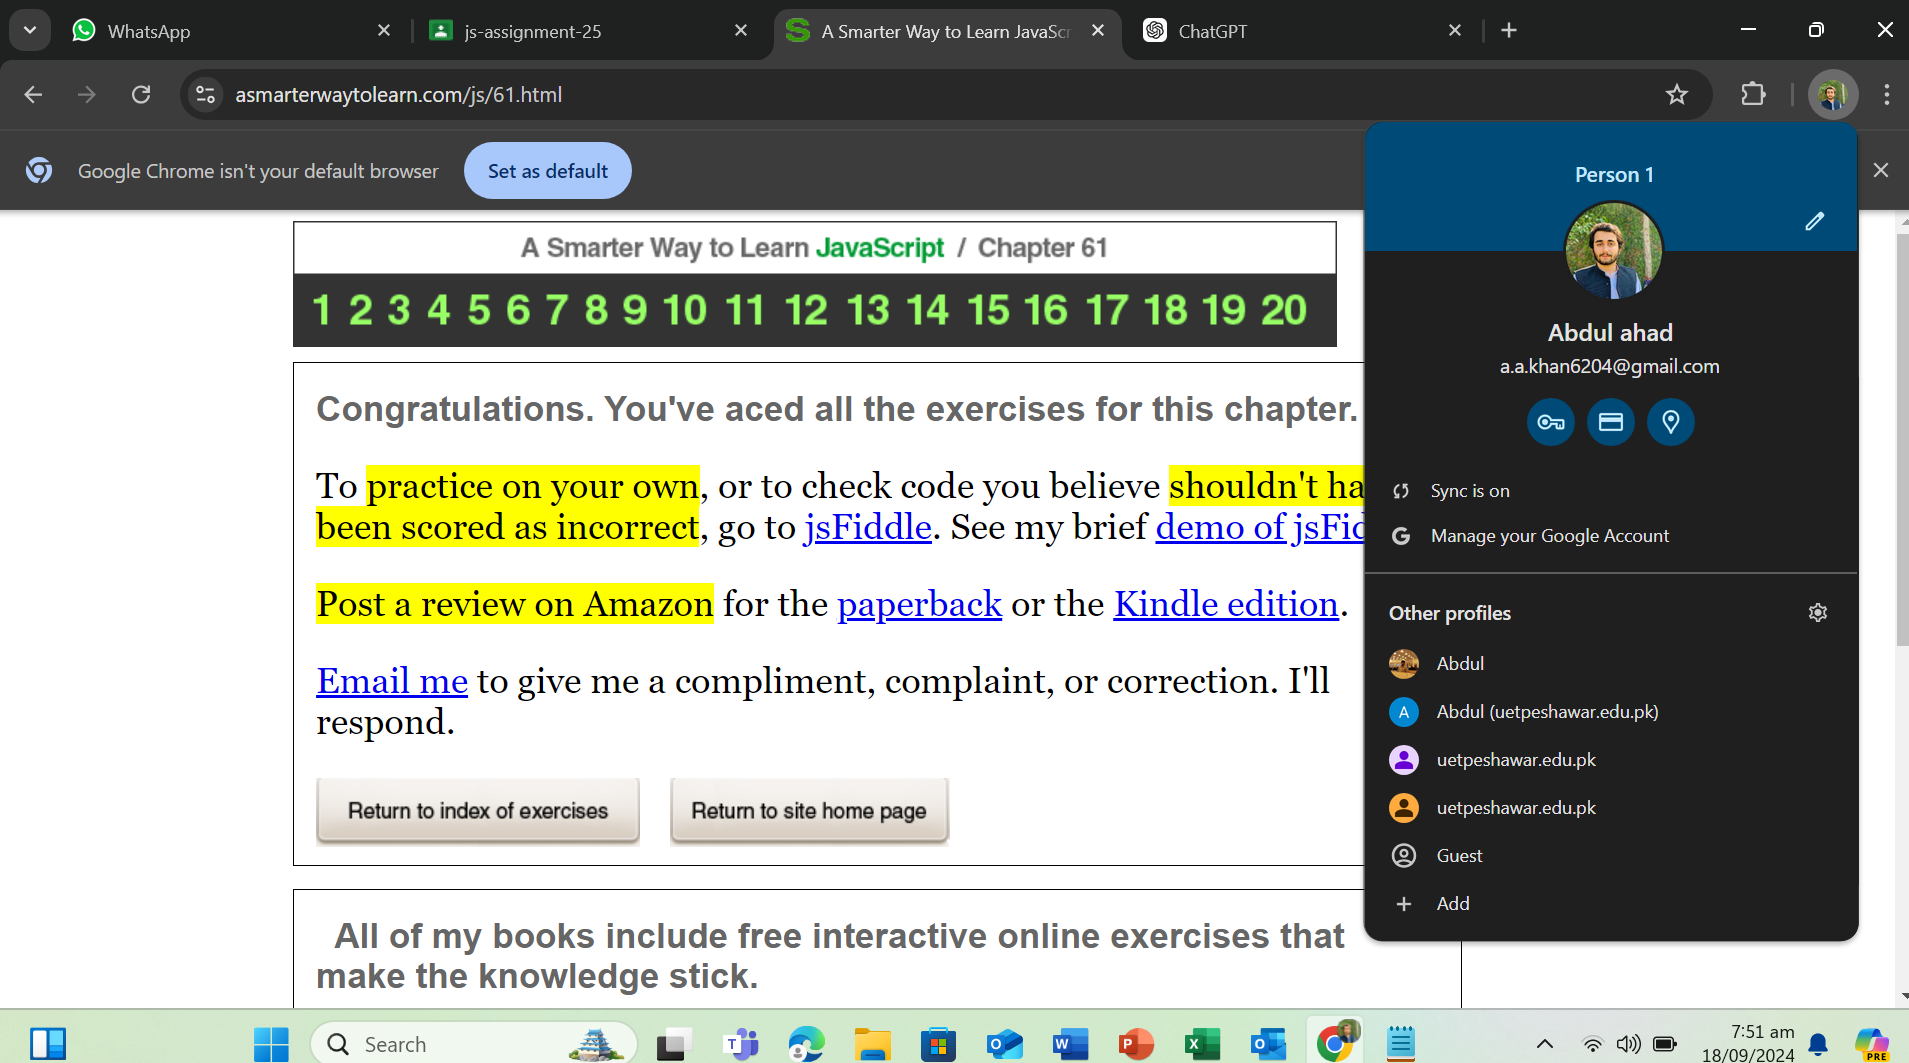 WhatsApp
js-assignment-25
A Smarter Way to Learn JavaScr
ChatGPT
asmarterwaytolearn.com/js/61.html
Google Chrome isn't your default browser
Set as default
A Smarter Way to Learn JavaScript / Chapter 61
1 2 3 4 5 6 7 8 9 10 11 12 13 14 15 16 17 18 19 20
Congratulations. You've aced all the exercises for this chapter.
To practice on your own, or to check code you believe shouldn't ha
been scored as incorrect, go to jsFiddle. See my brief demo of jsFid
Post a review on Amazon for the paperback or the Kindle edition.
Email me to give me a compliment, complaint, or correction. I'll
respond.
Return to index of exercises
Return to site home page
All of my books include free interactive online exercises that
make the knowledge stick.
Person 1
Abdul ahad
a.a.khan6204@gmail.com
Sync is on
Manage your Google Account
Other profiles
Abdul
A
Abdul (uetpeshawar.edu.pk)
uetpeshawar.edu.pk
uetpeshawar.edu.pk
Guest
Add
Search
7:51 am
18/09/2024
PRE